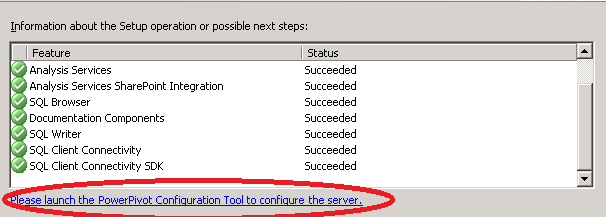 Information about the Setup operation or possible next steps:
Feature Status
Analysis Services Succeeded
Analysis Services SharePoint Integration Succeeded
SQL Browser Succeeded
Documentation Components Succeeded
SQL Writer Succeeded
SQL Client Connectivity Succeeded
SQL Client Connectivity SDK Succeeded
Please launch the PowerPivot Configuration Tool to configure the server.